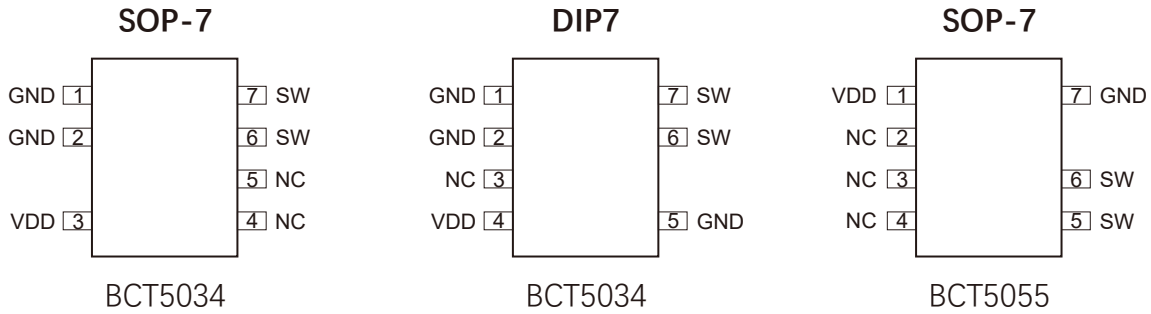 SOP-7
GND 1 7 SW
GND 2 6 SW
5 NC
VDD 3 4 NC
BCT5034
DIP7
GND 1 7 SW
GND 2 6 SW
NC 3
VDD 4 5 GND
BCT5034
SOP-7
VDD 1 7 GND
NC 2
NC 3 6 SW
NC 4 5 SW
BCT5055